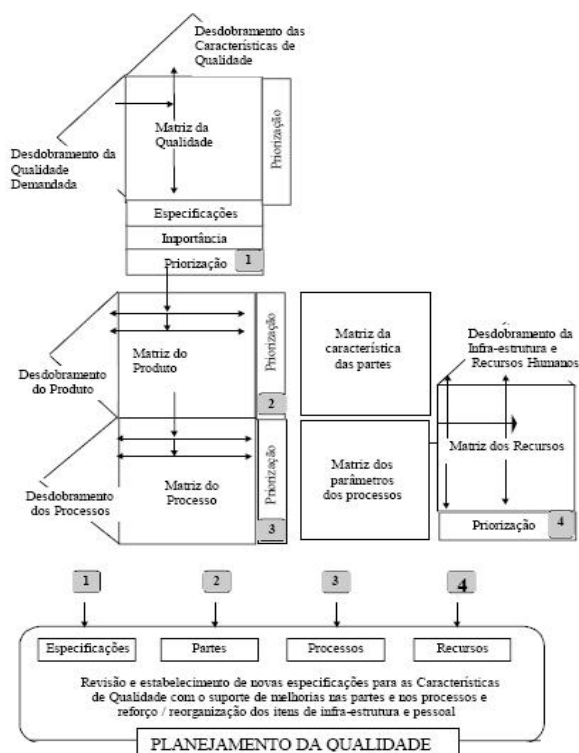 Desdobramento das
Características de
Qualidade
Matriz da
Qualidade
Priorização
Desdobramento da
Qualidade
Demandada
Especificações
Importância
Priorização
1
Matriz do
Produto
Priorização
2
Desdobramento
do Produto
Matriz da
característica
das partes
Desdobramento da
Infra-estrutura e
Recursos Humanos
Matriz do
Processo
Priorização
3
Desdobramento
dos Processos
Matriz dos
parâmetros
dos processos
Matriz dos Recursos
Priorização
4
1
2
3
4
Especificações
Partes
Processos
Recursos
Revisão e estabelecimento de novas especificações para as Características
de Qualidade com o suporte de melhorias nas partes e nos processos e
reforço / reorganização dos itens de infra-estrutura e pessoal
PLANEJAMENTO DA QUALIDADE